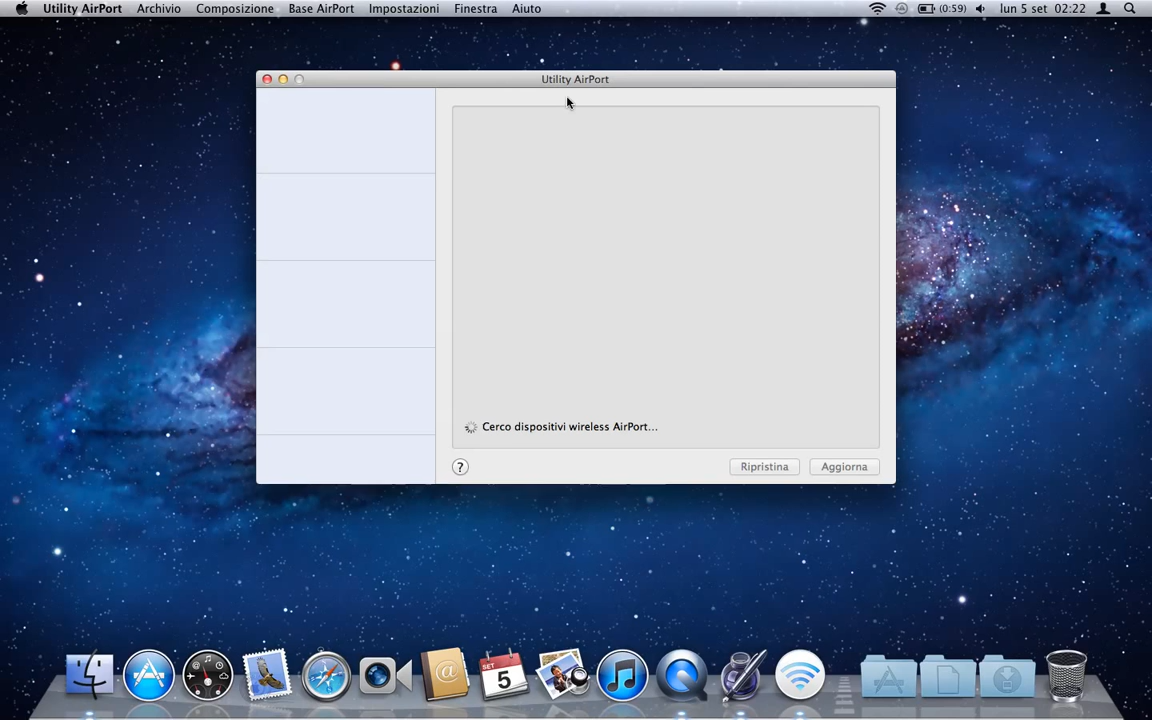 Utility AirPort Archivio Composizione Base AirPort Impostazioni Finestra Aiuto (0:59) lun 5 set 02:22
Utility AirPort
Cerco dispositivi wireless AirPort...
? Ripristina Aggiorna
SET
5
@